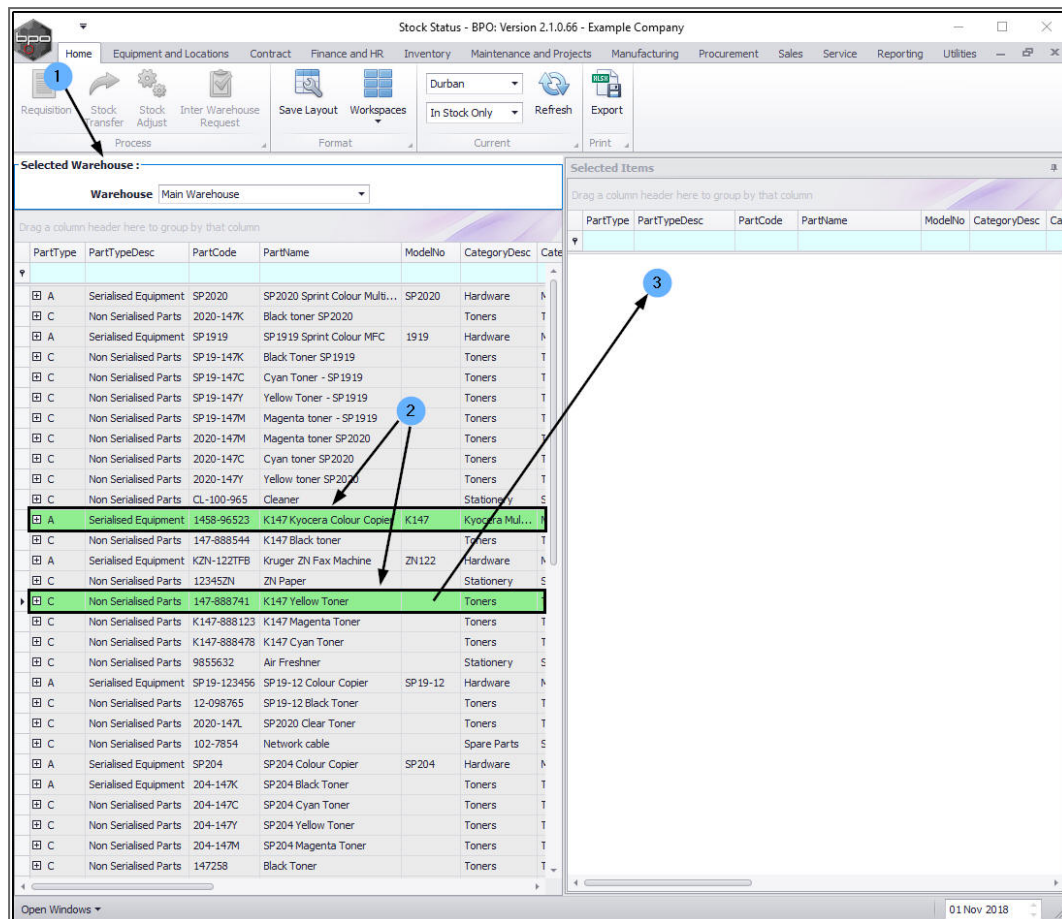 Stock Status - BPO: Version 2.1.0.66 - Example Company
bpo
Home Equipment and Locations Contract Finance and HR Inventory Maintenance and Projects Manufacturing Procurement Sales Service Reporting Utilities
1
Requisition Stock Transfer Stock Adjust Inter Warehouse Request Save Layout Workspaces Durban In Stock Only Refresh XLSX Export
Process Format Current Print
Selected Warehouse :
Warehouse Main Warehouse
Drag a column header here to group by that column
PartType PartTypeDesc PartCode PartName ModelNo CategoryDesc Cate
A Serialised Equipment SP2020 SP2020 Sprint Colour Multi... SP2020 Hardware
C Non Serialised Parts 2020-147K Black toner SP2020 Toners
A Serialised Equipment SP1919 SP1919 Sprint Colour MFC 1919 Hardware
C Non Serialised Parts SP19-147K Black Toner SP1919 Toners
C Non Serialised Parts SP19-147C Cyan Toner - SP1919 Toners
C Non Serialised Parts SP19-147Y Yellow Toner - SP1919 Toners
C Non Serialised Parts SP19-147M Magenta toner - SP1919 Toners
2
C Non Serialised Parts 2020-147M Magenta toner SP2020 Toners
C Non Serialised Parts 2020-147C Cyan toner SP2020 Toners
C Non Serialised Parts 2020-147Y Yellow toner SP2020 Toners
C Non Serialised Parts CL-100-965 Cleaner Stationery S
A Serialised Equipment 1458-96523 K147 Kyocera Colour Copier K147 Kyocera Mul...
C Non Serialised Parts 147-888544 K147 Black toner Toners
A Serialised Equipment KZN-122TFB Kruger ZN Fax Machine ZN122 Hardware
C Non Serialised Parts 12345ZN ZN Paper Stationery S
C Non Serialised Parts 147-888741 K147 Yellow Toner Toners
C Non Serialised Parts K147-888123 K147 Magenta Toner Toners
C Non Serialised Parts K147-888478 K147 Cyan Toner Toners
C Non Serialised Parts 9855632 Air Freshner Stationery S
A Serialised Equipment SP19-123456 SP19-12 Colour Copier SP19-12 Hardware
C Non Serialised Parts 12-098765 SP19-12 Black Toner Toners
C Non Serialised Parts 2020-147L SP2020 Clear Toner Toners
C Non Serialised Parts 102-7854 Network cable Spare Parts S
A Serialised Equipment SP204 SP204 Colour Copier SP204 Hardware
A Serialised Equipment 204-147K SP204 Black Toner Toners
C Non Serialised Parts 204-147C SP204 Cyan Toner Toners
C Non Serialised Parts 204-147Y SP204 Yellow Toner Toners
C Non Serialised Parts 204-147M SP204 Magenta Toner Toners
C Non Serialised Parts 147258 Black Toner Toners
Selected Items
Drag a column header here to group by that column
PartType PartTypeDesc PartCode PartName ModelNo CategoryDesc Ca
3
Open Windows 01 Nov 2018